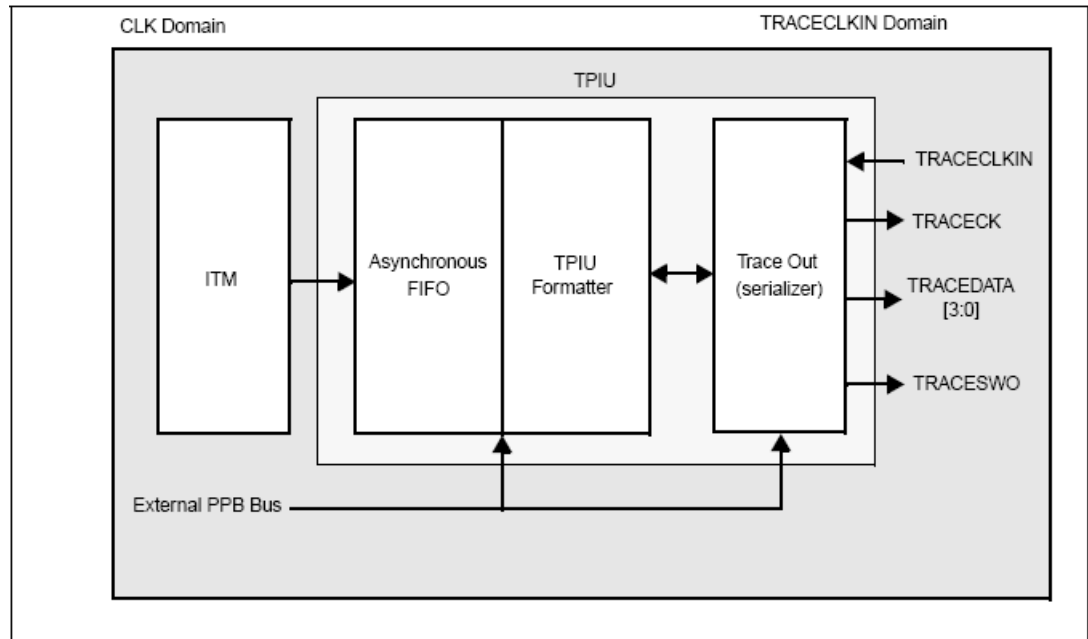 CLK Domain
TRACECLKIN Domain
TPIU
ITM
Asynchronous
FIFO
TPIU
Formatter
Trace Out
(serializer)
TRACECLKIN
TRACECK
TRACEDATA
[3:0]
TRACESWO
External PPB Bus